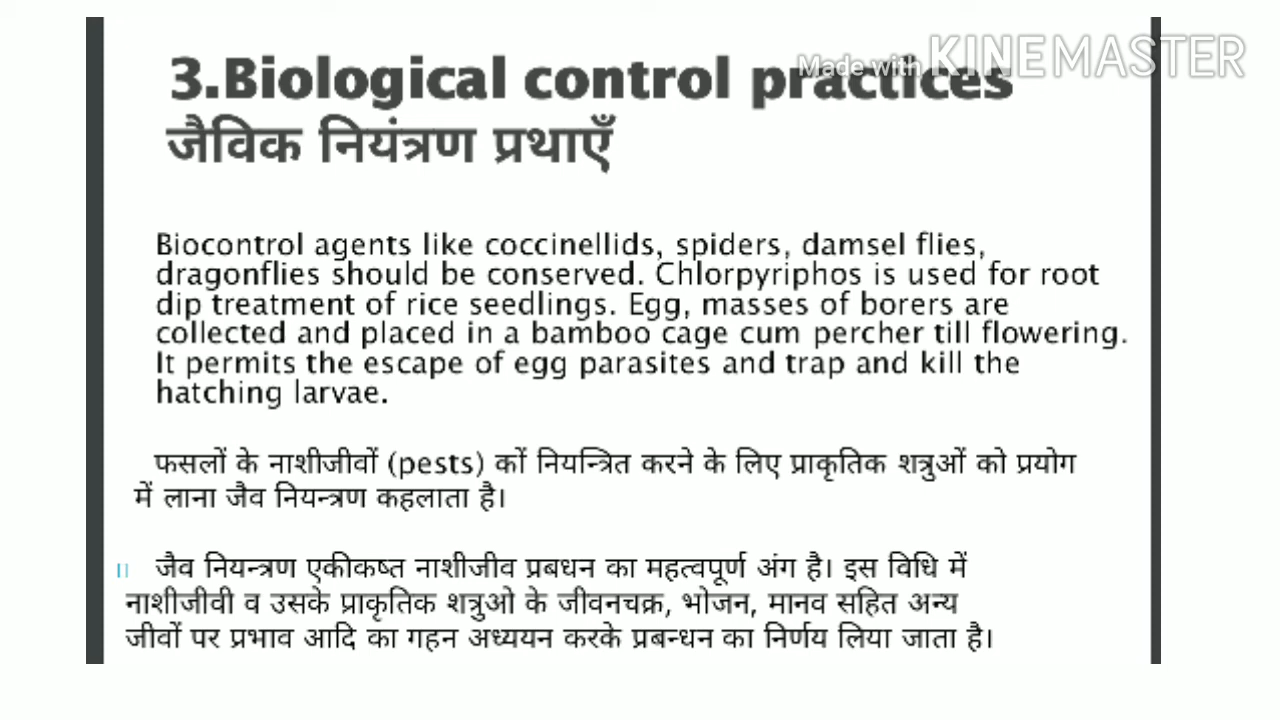 Made with KINEMASTER
3.Biological control practices
जैविक नियंत्रण प्रथाएँ
Biocontrol agents like coccinellids, spiders, damsel flies,
dragonflies should be conserved. Chlorpyriphos is used for root
dip treatment of rice seedlings. Egg, masses of borers are
collected and placed in a bamboo cage cum percher till flowering.
It permits the escape of egg parasites and trap and kill the
hatching larvae.
फसलों के नाशीजीवों (pests) कों नियन्त्रित करने के लिए प्राकृतिक शत्रुओं को प्रयोग
में लाना जैव नियन्त्रण कहलाता है।
जैव नियन्त्रण एकीकष्त नाशीजीव प्रबधन का महत्वपूर्ण अंग है। इस विधि में
नाशीजीवी व उसके प्राकृतिक शत्रुओ के जीवनचक्र, भोजन, मानव सहित अन्य
जीवों पर प्रभाव आदि का गहन अध्ययन करके प्रबन्धन का निर्णय लिया जाता है।